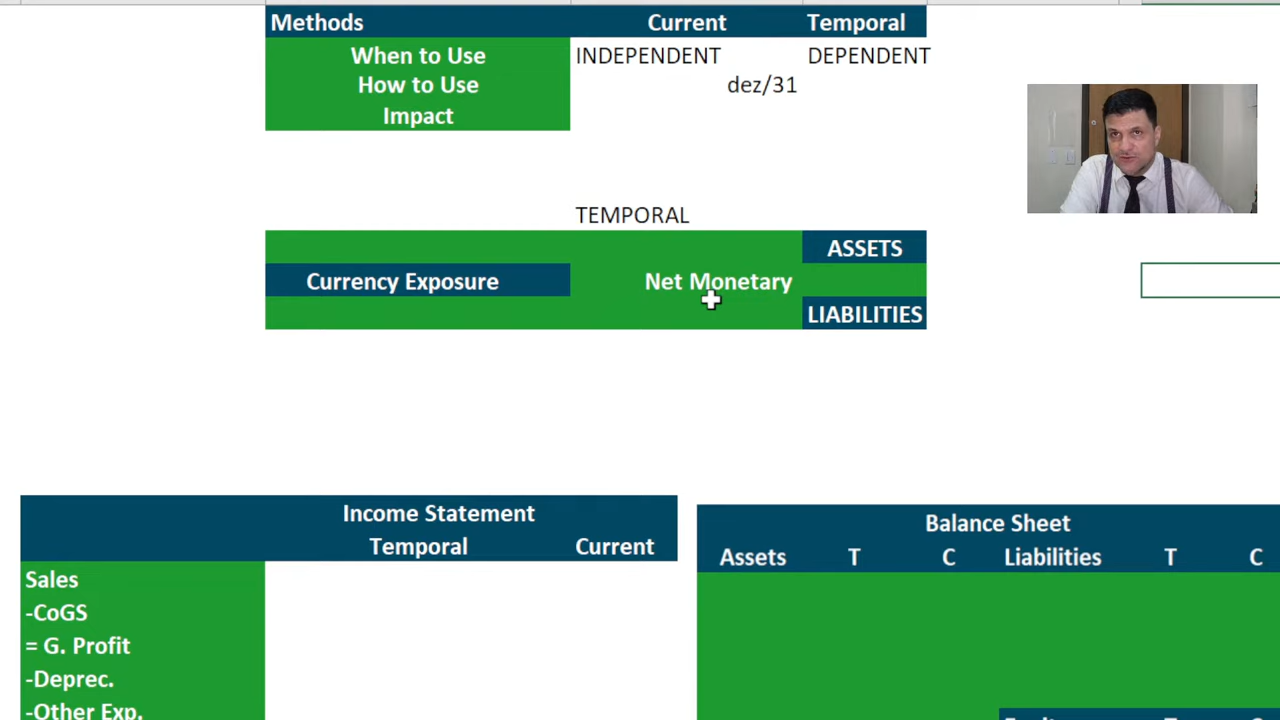 Methods Current Temporal
When to Use INDEPENDENT DEPENDENT
How to Use dez/31
Impact
TEMPORAL
ASSETS
Currency Exposure Net Monetary
LIABILITIES
Income Statement
Temporal Current
Sales
-CoGS
= G. Profit
-Deprec.
-Other Exp.
Balance Sheet
Assets T C Liabilities T C